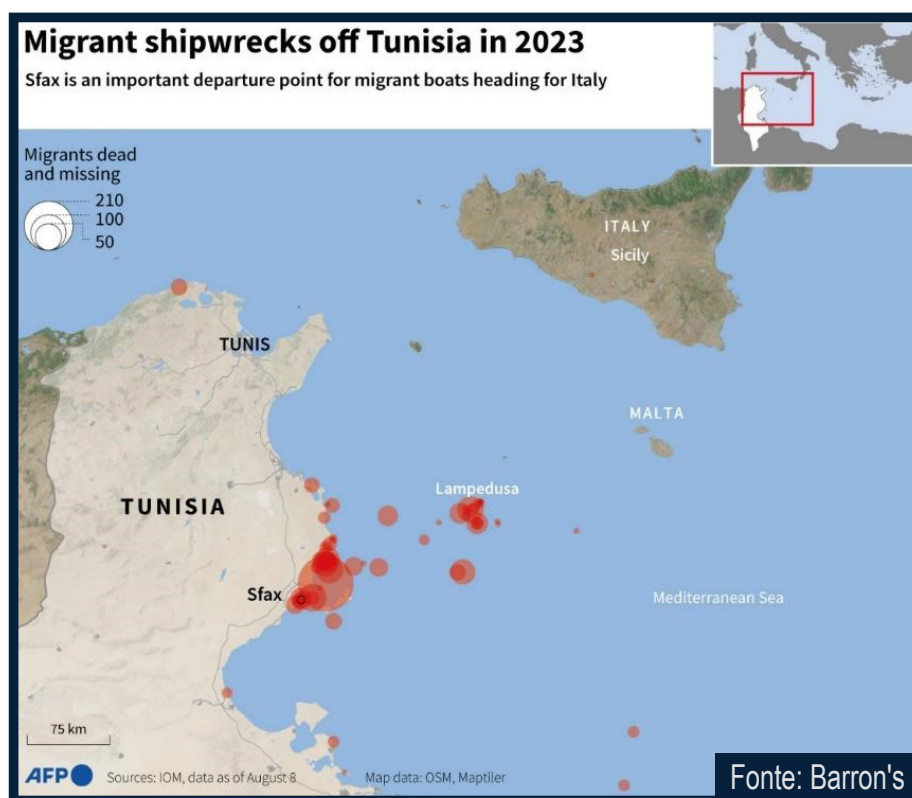 Migrant shipwrecks off Tunisia in 2023
Sfax is an important departure point for migrant boats heading for Italy
Migrants dead
and missing
210
100
50
ITALY
Sicily
TUNIS
MALTA
TUNISIA
Lampedusa
Sfax
Mediterranean Sea
75 km
AFP
Sources: IOM, data as of August 8
Map data: OSM, Maptiler
Fonte: Barron's